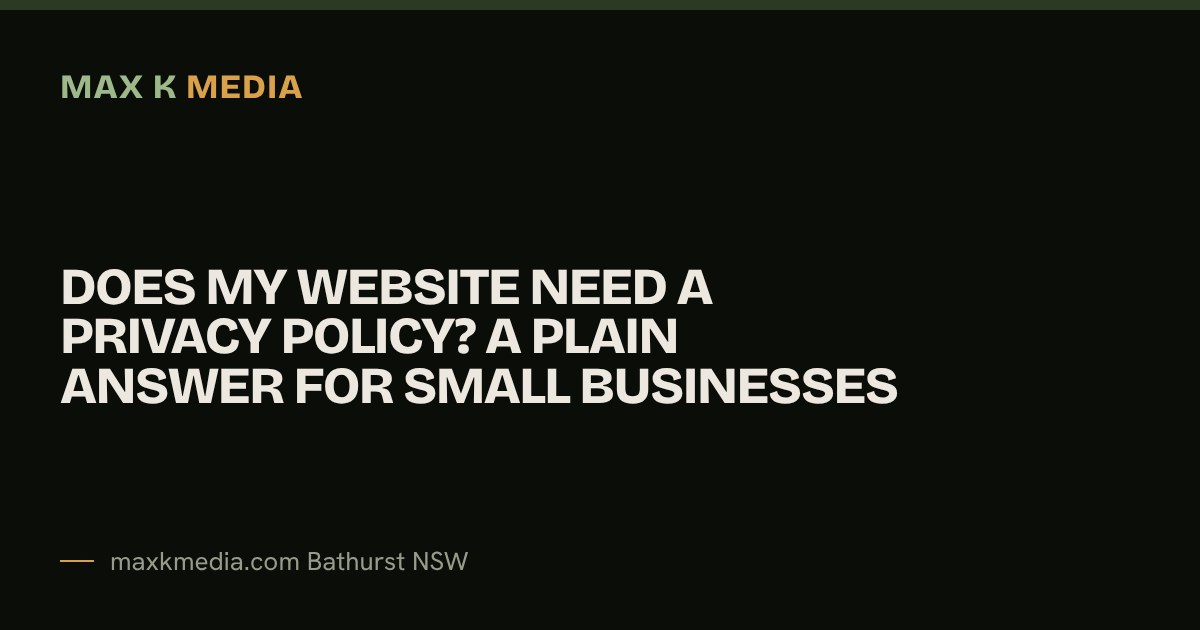 MAX K MEDIA
DOES MY WEBSITE NEED A
PRIVACY POLICY? A PLAIN
ANSWER FOR SMALL BUSINESSES
maxkmedia.com Bathurst NSW